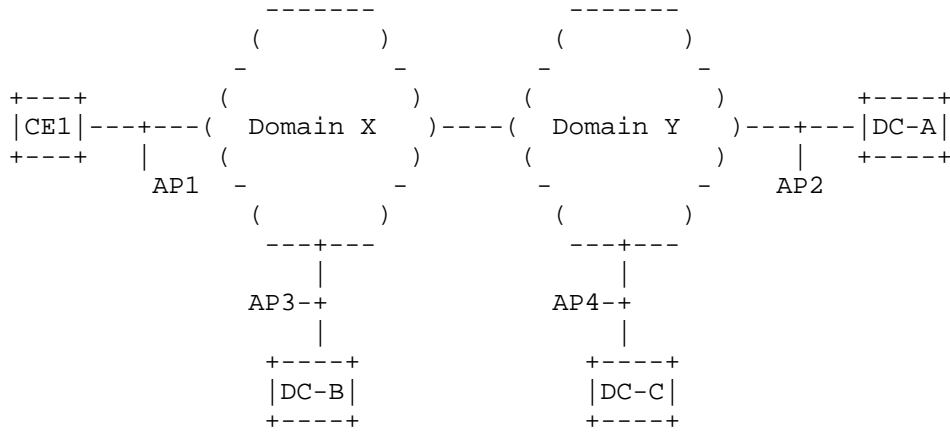 -------           -------
              (       )         (       )
             -         -       -         -
+---+       (           )     (           )       +----+
|CE1|---+---(  Domain X  )----(  Domain Y  )---+---|DC-A|
+---+   |   (           )     (           )    |   +----+
        AP1  -         -       -         -    AP2
              (       )         (       )
               ---+---           ---+---
                  |                 |
              AP3-+             AP4-+
                  |                 |
               +----+            +----+
               |DC-B|            |DC-C|
               +----+            +----+